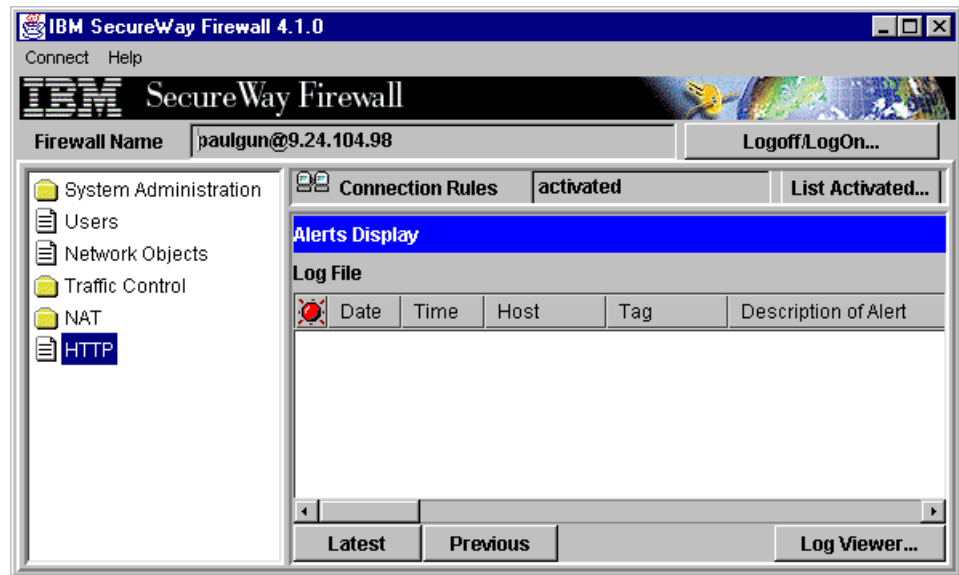 IBM SecureWay Firewall 4.1.0
Connect Help
IBM SecureWay Firewall
Firewall Name paulgun@9.24.104.98 Logoff/LogOn...
System Administration
Users
Network Objects
Traffic Control
NAT
HTTP
Connection Rules activated List Activated...
Alerts Display
Log File
Date Time Host Tag Description of Alert
Latest Previous Log Viewer...